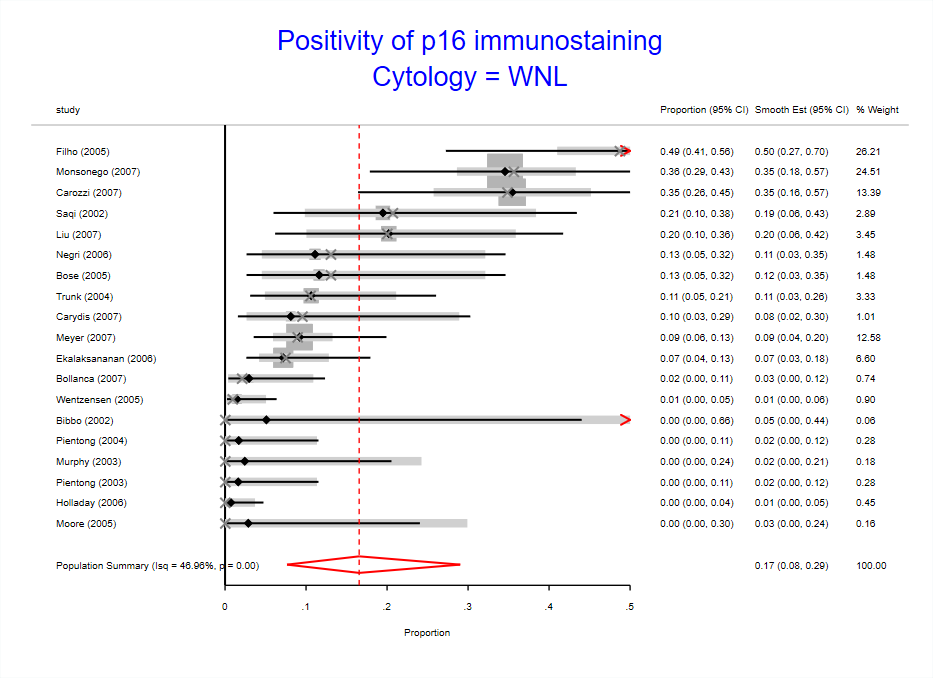 Positivity of p16 immunostaining
Cytology = WNL
study Proportion (95% CI) Smooth Est (95% CI) % Weight
Filho (2005) 0.49 (0.41, 0.56) 0.50 (0.27, 0.70) 26.21
Monsonego (2007) 0.36 (0.29, 0.43) 0.35 (0.18, 0.57) 24.51
Carozzi (2007) 0.35 (0.26, 0.45) 0.35 (0.16, 0.57) 13.39
Saqi (2002) 0.21 (0.10, 0.38) 0.19 (0.06, 0.43) 2.89
Liu (2007) 0.20 (0.10, 0.36) 0.20 (0.06, 0.42) 3.45
Negri (2006) 0.13 (0.05, 0.32) 0.11 (0.03, 0.35) 1.48
Bose (2005) 0.13 (0.05, 0.32) 0.12 (0.03, 0.35) 1.48
Trunk (2004) 0.11 (0.05, 0.21) 0.11 (0.03, 0.26) 3.33
Carydis (2007) 0.10 (0.03, 0.29) 0.08 (0.02, 0.30) 1.01
Meyer (2007) 0.09 (0.06, 0.13) 0.09 (0.04, 0.20) 12.58
Ekalaksananan (2006) 0.07 (0.04, 0.13) 0.07 (0.03, 0.18) 6.60
Bollanca (2007) 0.02 (0.00, 0.11) 0.03 (0.00, 0.12) 0.74
Wentzensen (2005) 0.01 (0.00, 0.05) 0.01 (0.00, 0.06) 0.90
Bibbo (2002) 0.00 (0.00, 0.66) 0.05 (0.00, 0.44) 0.06
Pientong (2004) 0.00 (0.00, 0.11) 0.02 (0.00, 0.12) 0.28
Murphy (2003) 0.00 (0.00, 0.24) 0.02 (0.00, 0.21) 0.18
Pientong (2003) 0.00 (0.00, 0.11) 0.02 (0.00, 0.12) 0.28
Holladay (2006) 0.00 (0.00, 0.04) 0.01 (0.00, 0.05) 0.45
Moore (2005) 0.00 (0.00, 0.30) 0.03 (0.00, 0.24) 0.16
Population Summary (Isq = 46.96%, p = 0.00) 0.17 (0.08, 0.29) 100.00
0 .1 .2 .3 .4 .5
Proportion